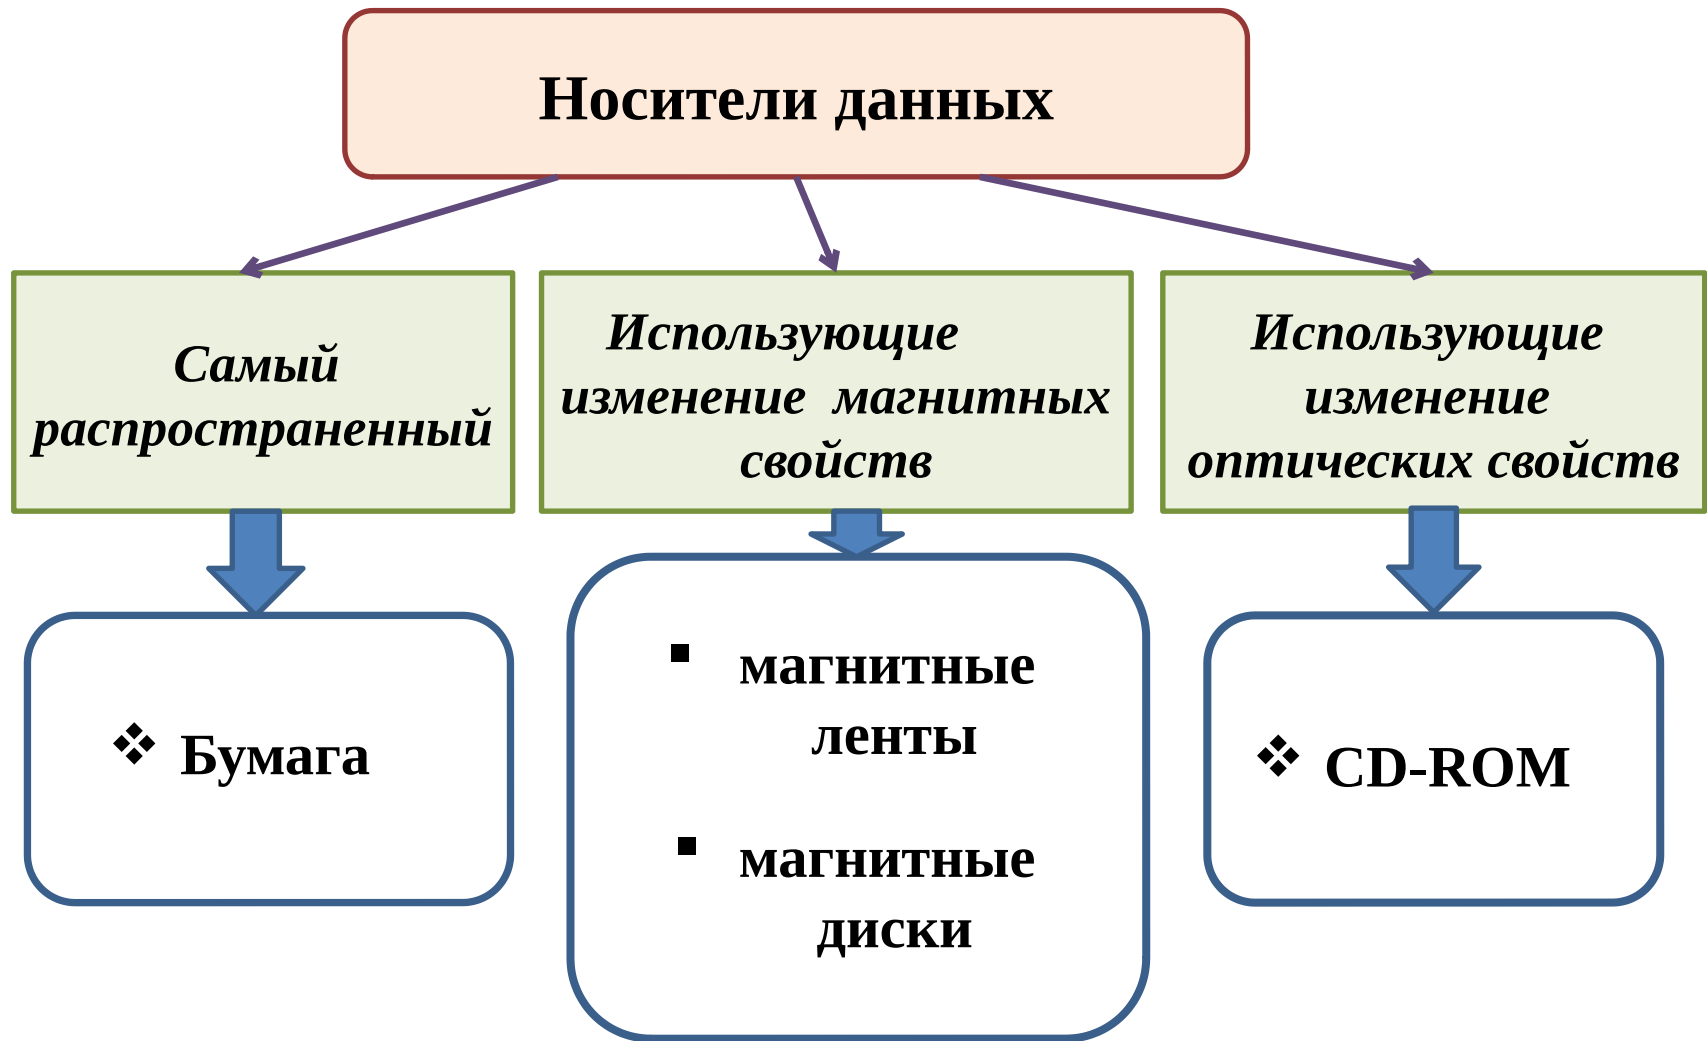 Носители данных
Самый
распространенный
Использующие
изменение магнитных
свойств
Использующие
изменение
оптических свойств
❖ Бумага
▪ магнитные
ленты
▪ магнитные
диски
❖ CD-ROM